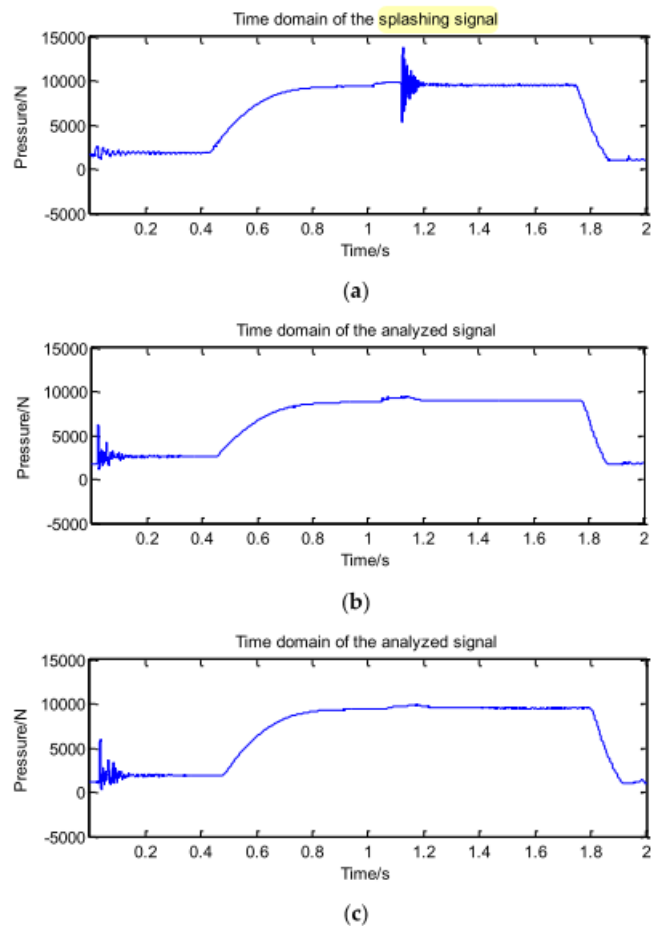 Time domain of the splashing signal
15000
10000
5000
0
-5000
Pressure/N
0.2 0.4 0.6 0.8 1 1.2 1.4 1.6 1.8 2
Time/s
(a)
Time domain of the analyzed signal
15000
10000
5000
0
-5000
Pressure/N
0.2 0.4 0.6 0.8 1 1.2 1.4 1.6 1.8 2
Time/s
(b)
Time domain of the analyzed signal
15000
10000
5000
0
-5000
Pressure/N
0.2 0.4 0.6 0.8 1 1.2 1.4 1.6 1.8 2
Time/s
(c)